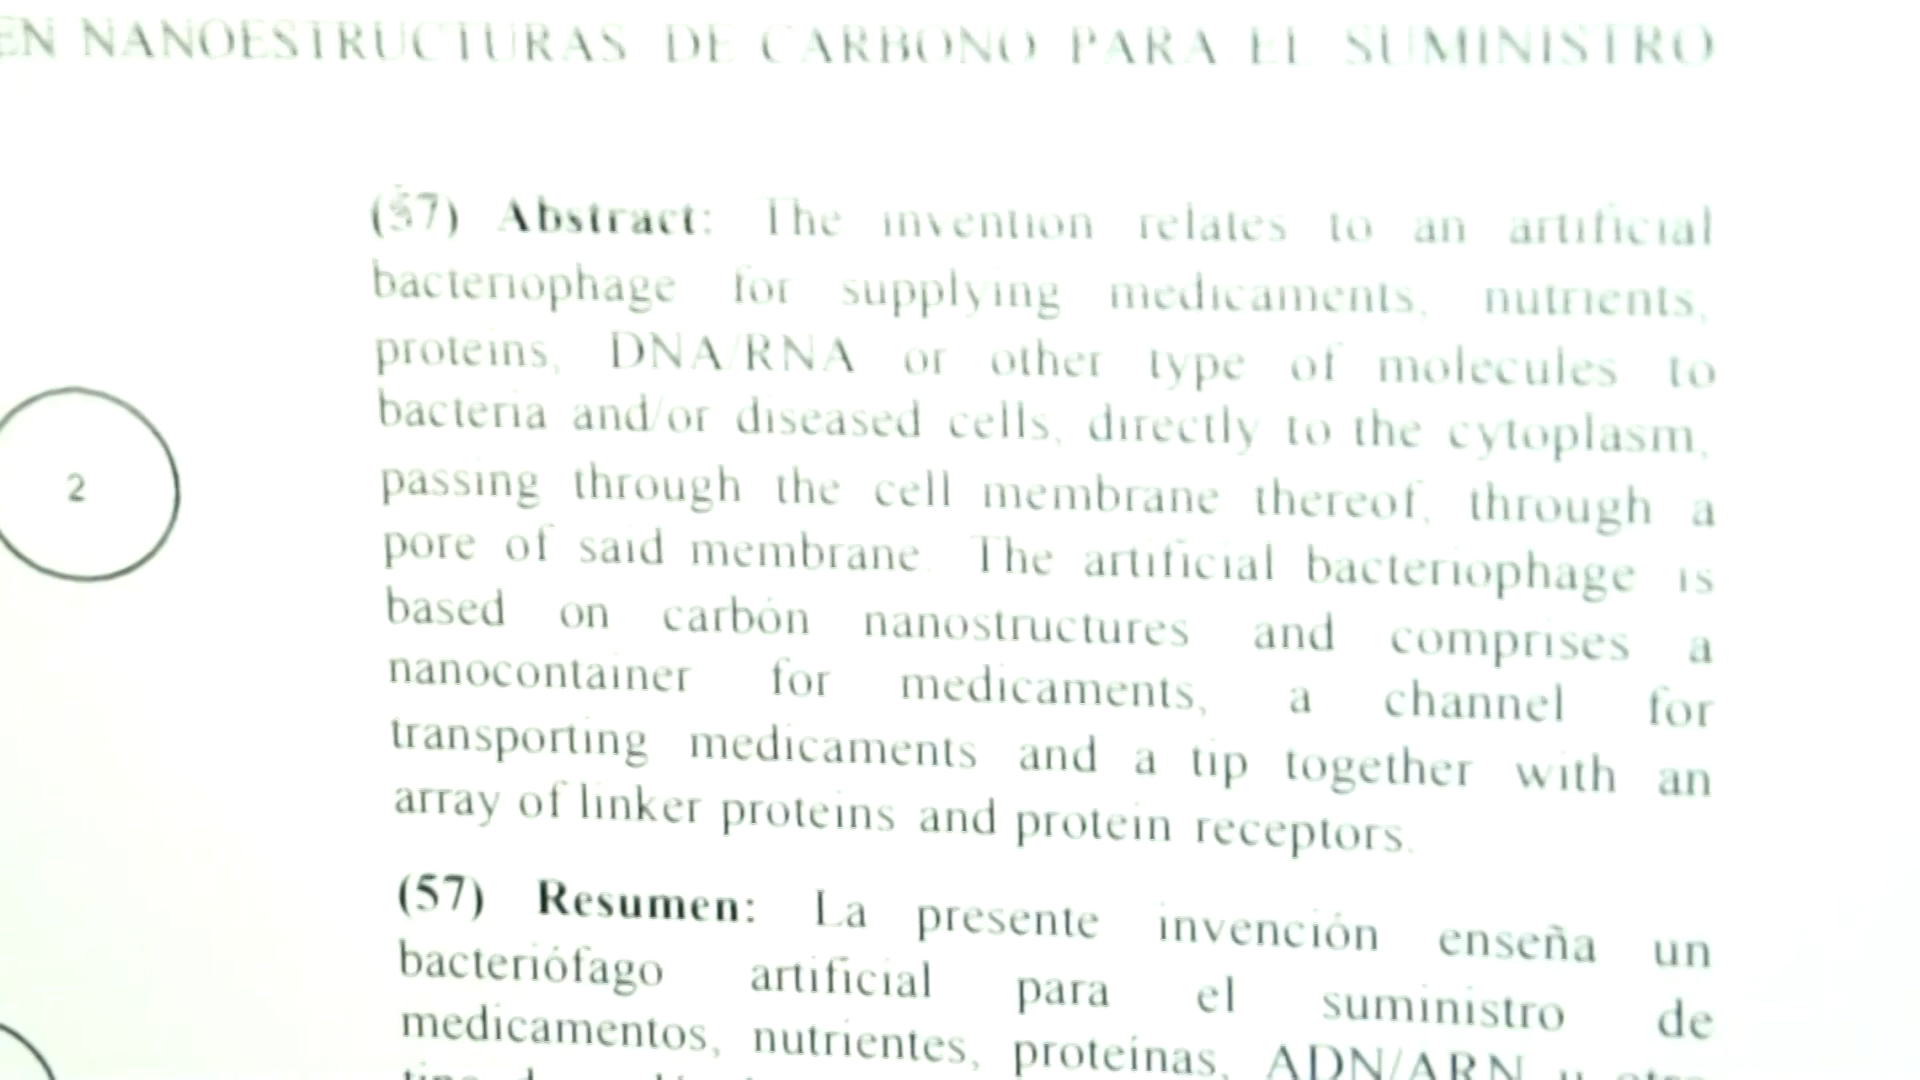 EN NANOESTRUCTURAS DE CARBONO PARA EL SUMINISTRO
(57) Abstract: The invention relates to an artificial
bacteriophage for supplying medicaments, nutrients,
proteins, DNA/RNA or other type of molecules to
bacteria and/or diseased cells, directly to the cytoplasm,
2
passing through the cell membrane thereof, through a
pore of said membrane. The artificial bacteriophage is
based on carbón nanostructures and comprises a
nanocontainer for medicaments, a channel for
transporting medicaments and a tip together with an
array of linker proteins and protein receptors.
(57) Resumen: La presente invención enseña un
bacteriófago artificial para el suministro de
medicamentos, nutrientes, proteínas, ADN/ARN u otro